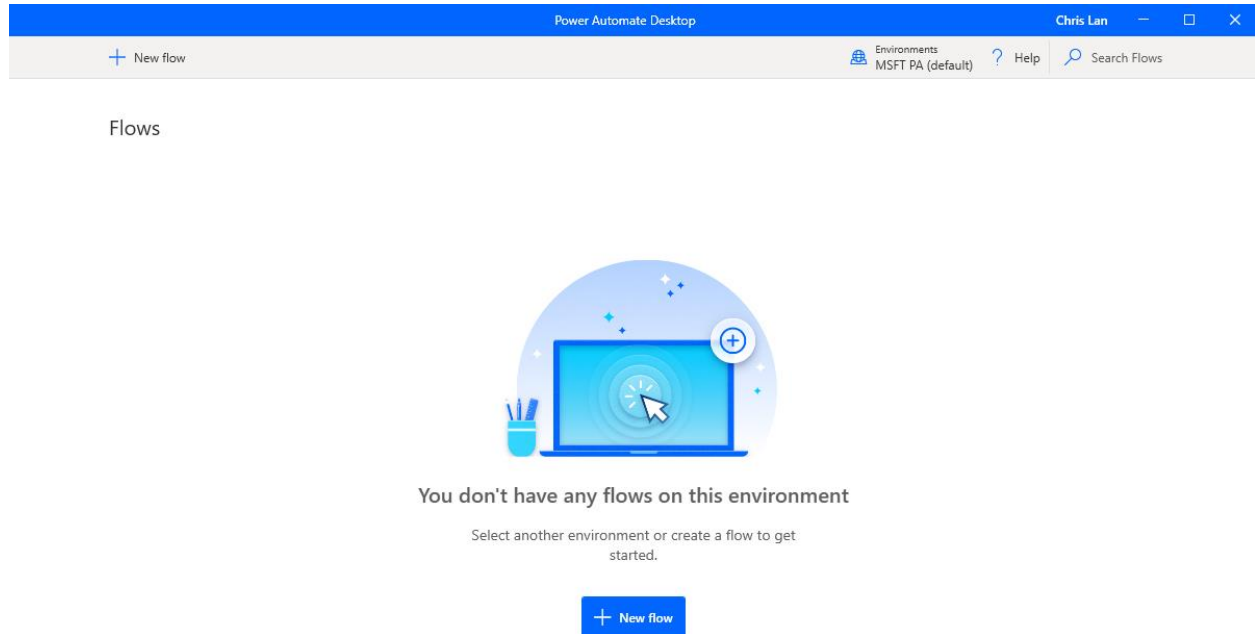 Power Automate Desktop
Chris Lan
New flow
Environments
MSFT PA (default)
Help
Search Flows
Flows
You don't have any flows on this environment
Select another environment or create a flow to get
started.
New flow